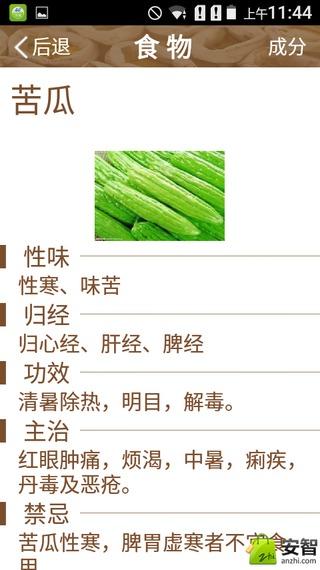 上午11:44
后退
食物
成分
苦瓜
性味
性寒、味苦
归经
归心经、肝经、脾经
功效
清暑除热，明目，解毒。
主治
红眼肿痛，烦渴，中暑，痢疾，
丹毒及恶疮。
禁忌
苦瓜性寒，脾胃虚寒者不宜食
用
安智
anzhi.com